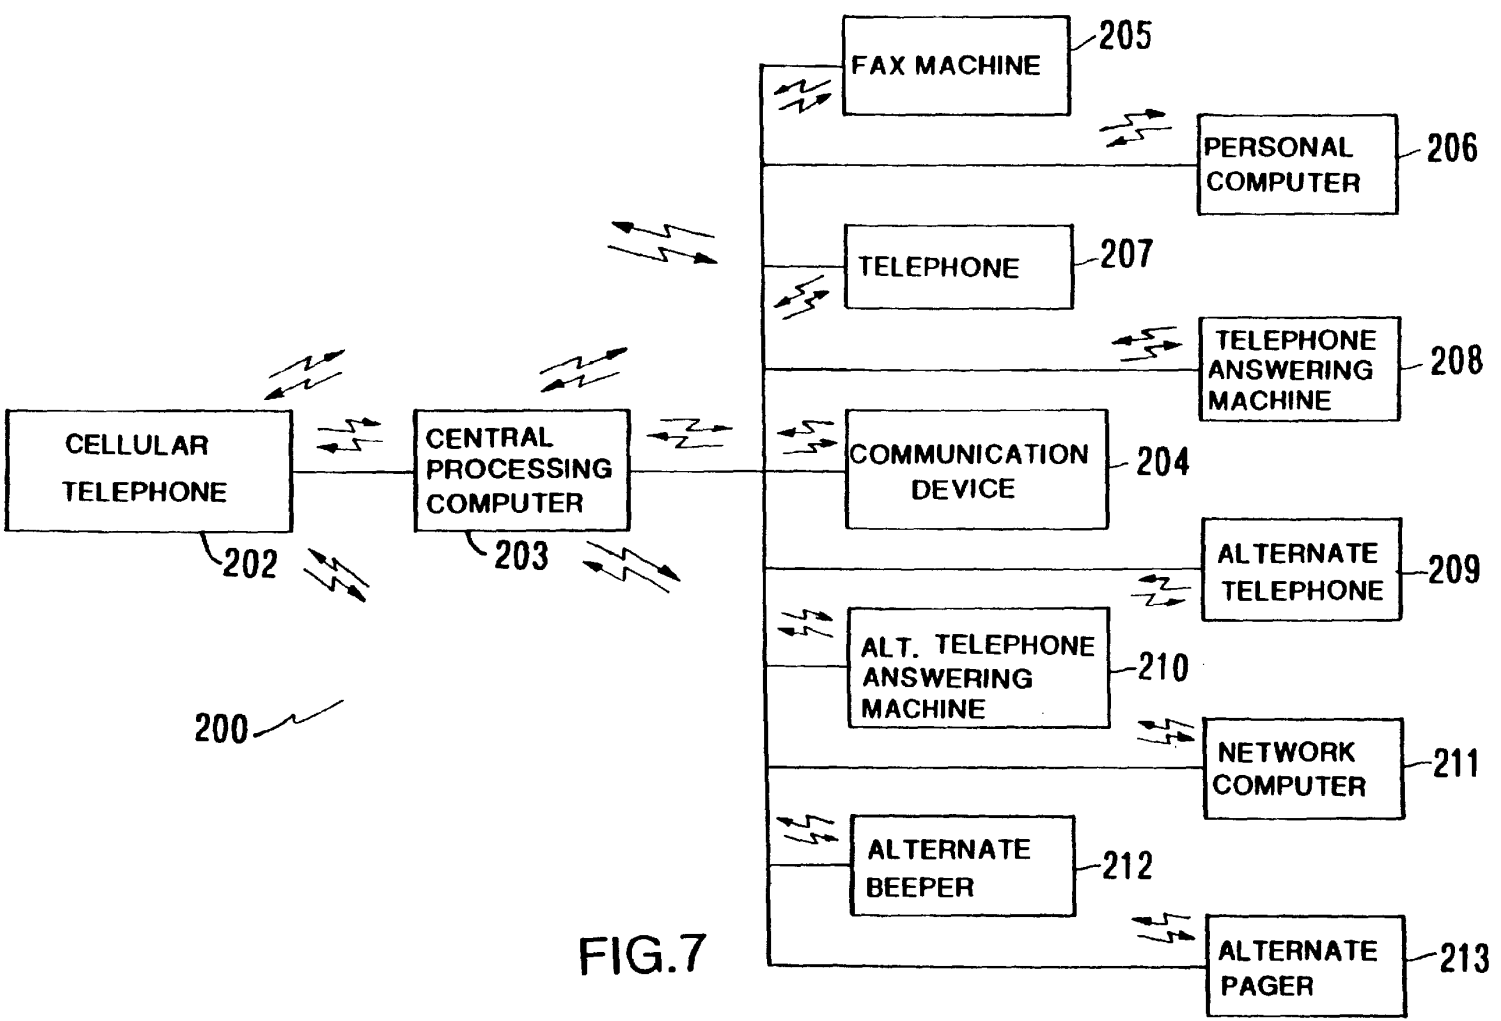 FAX MACHINE
205
PERSONAL
COMPUTER
206
TELEPHONE
207
TELEPHONE
ANSWERING
MACHINE
208
CELLULAR
TELEPHONE
202
CENTRAL
PROCESSING
COMPUTER
203
COMMUNICATION
DEVICE
204
ALTERNATE
TELEPHONE
209
ALT. TELEPHONE
ANSWERING
MACHINE
210
200
NETWORK
COMPUTER
211
ALTERNATE
BEEPER
212
ALTERNATE
PAGER
213
FIG.7